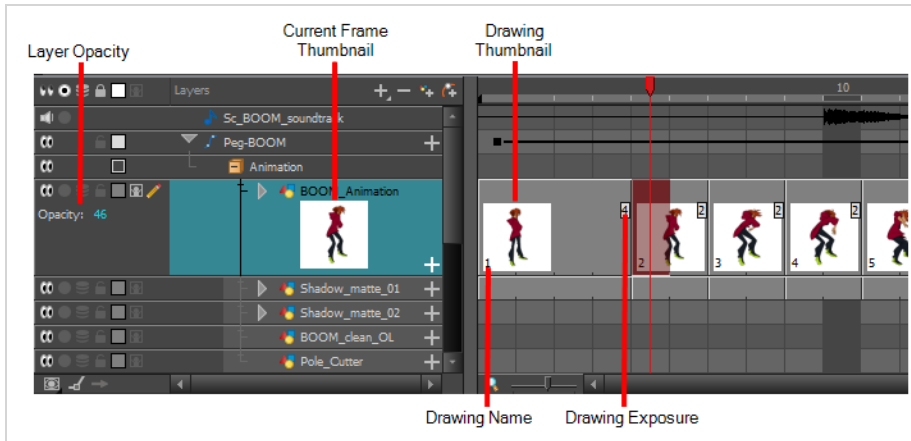 Layer Opacity
Current Frame
Thumbnail
Drawing
Thumbnail
Layers
10
Sc_BOOM_soundtrack
Peg-BOOM
Animation
BOOM_Animation
Opacity: 46
4
2
2
2
1
2
3
4
5
Shadow_matte_01
Shadow_matte_02
BOOM_clean_OL
Pole_Cutter
Drawing Name
Drawing Exposure